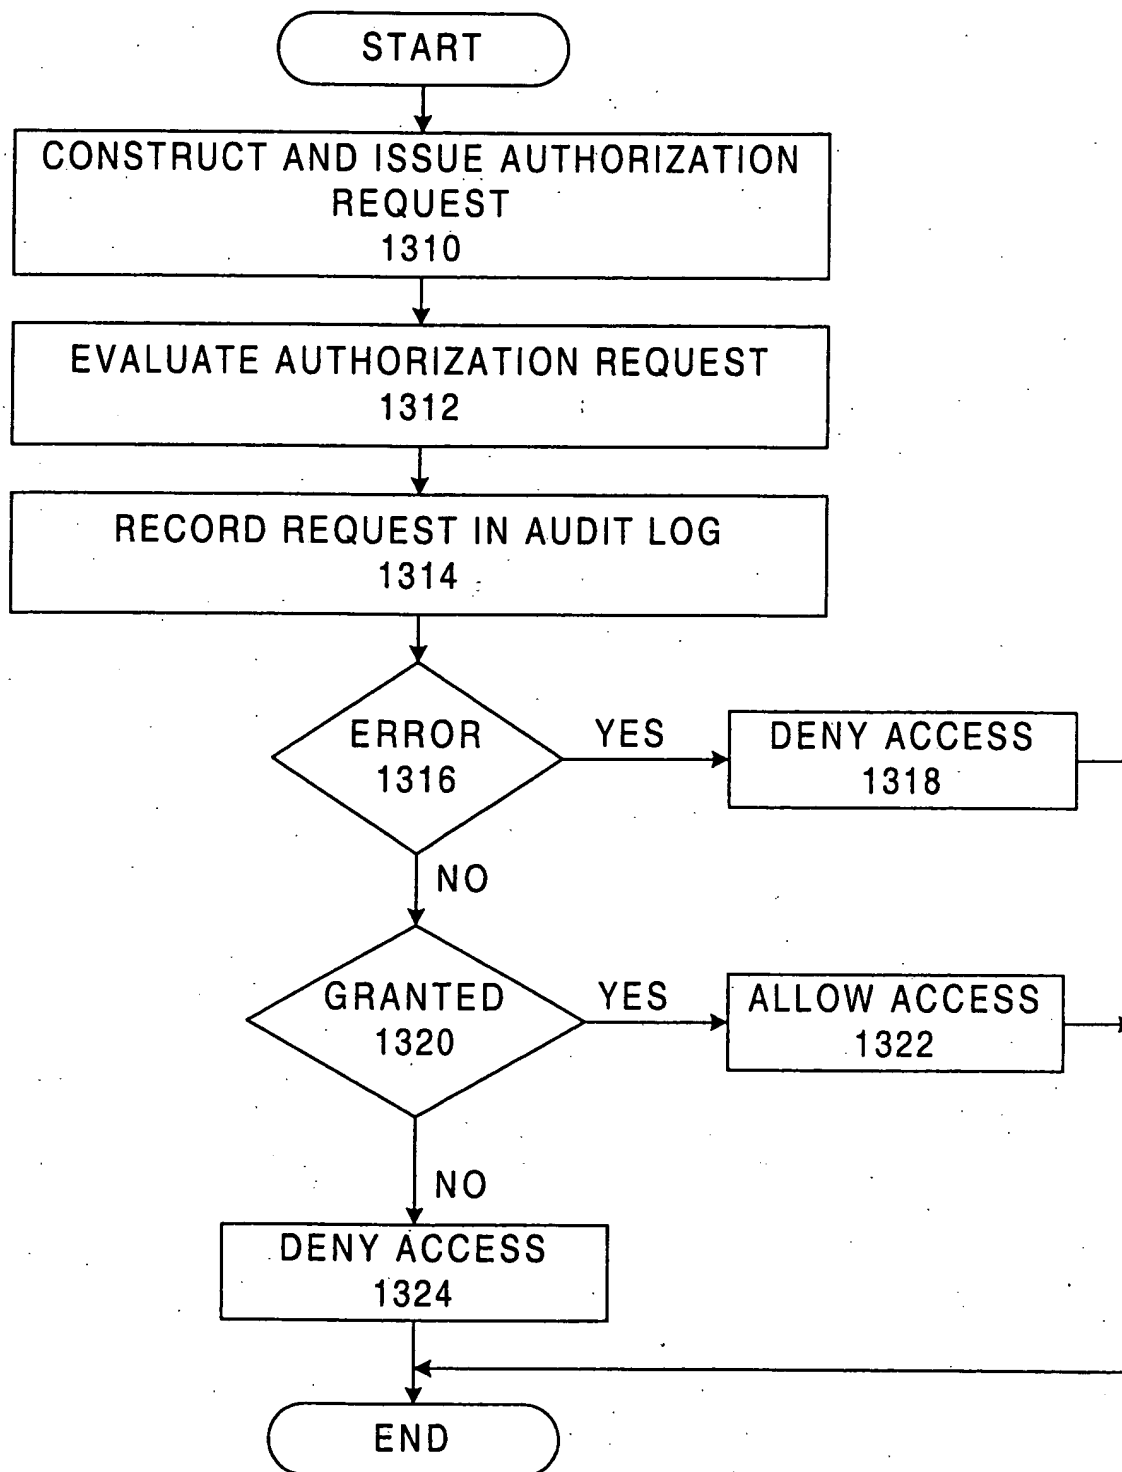 START
CONSTRUCT AND ISSUE AUTHORIZATION
REQUEST
1310
EVALUATE AUTHORIZATION REQUEST
1312
RECORD REQUEST IN AUDIT LOG
1314
ERROR
1316
YES
DENY ACCESS
1318
NO
GRANTED
1320
YES
ALLOW ACCESS
1322
NO
DENY ACCESS
1324
END